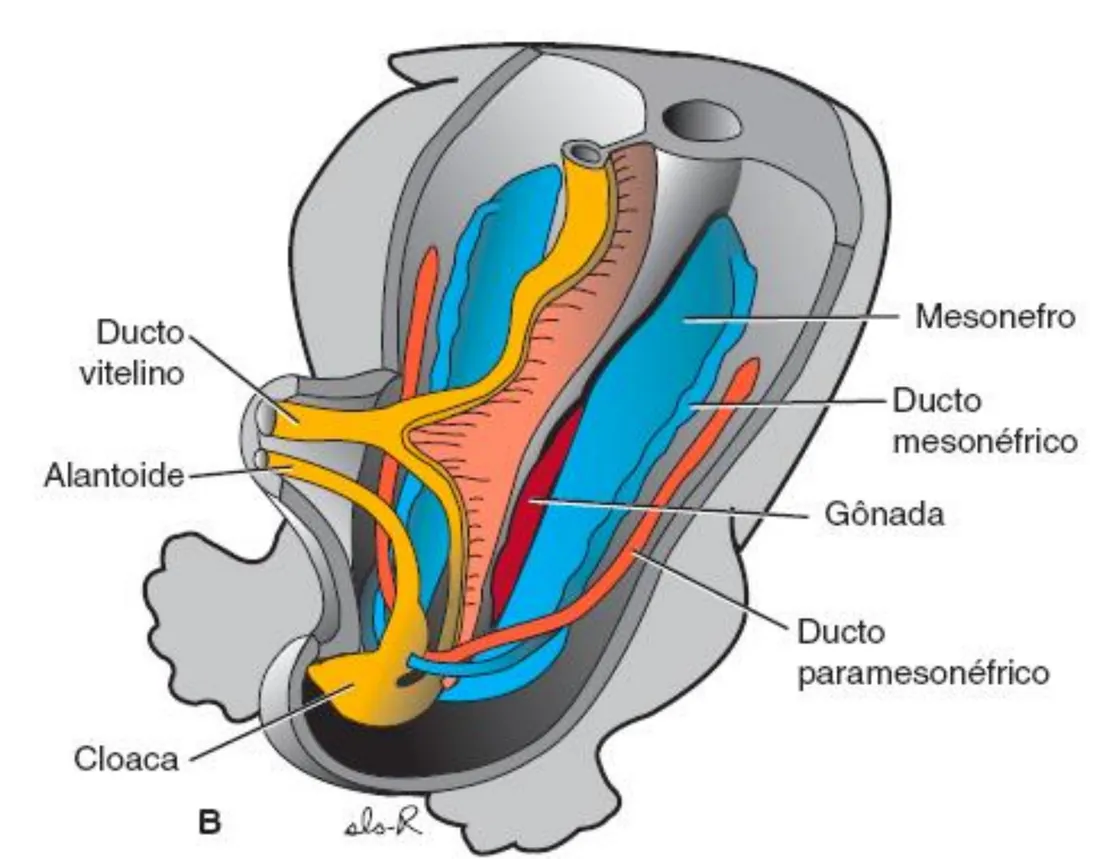 Ducto
vitelino
Alantoide
Cloaca
Mesonefro
Ducto
mesonéfrico
Gônada
Ducto
paramesonéfrico
B
sls-R